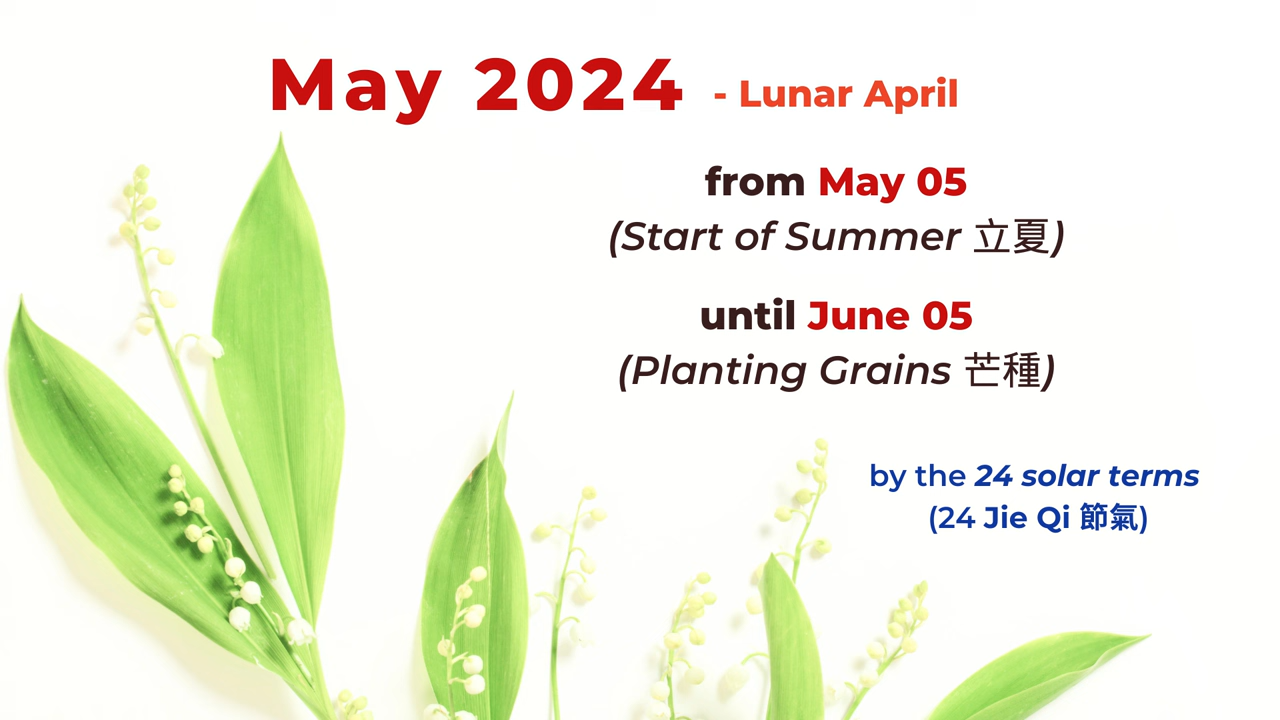 May 2024 - Lunar April
from May 05
(Start of Summer 立夏)
until June 05
(Planting Grains 芒種)
by the 24 solar terms
(24 Jie Qi 節氣)